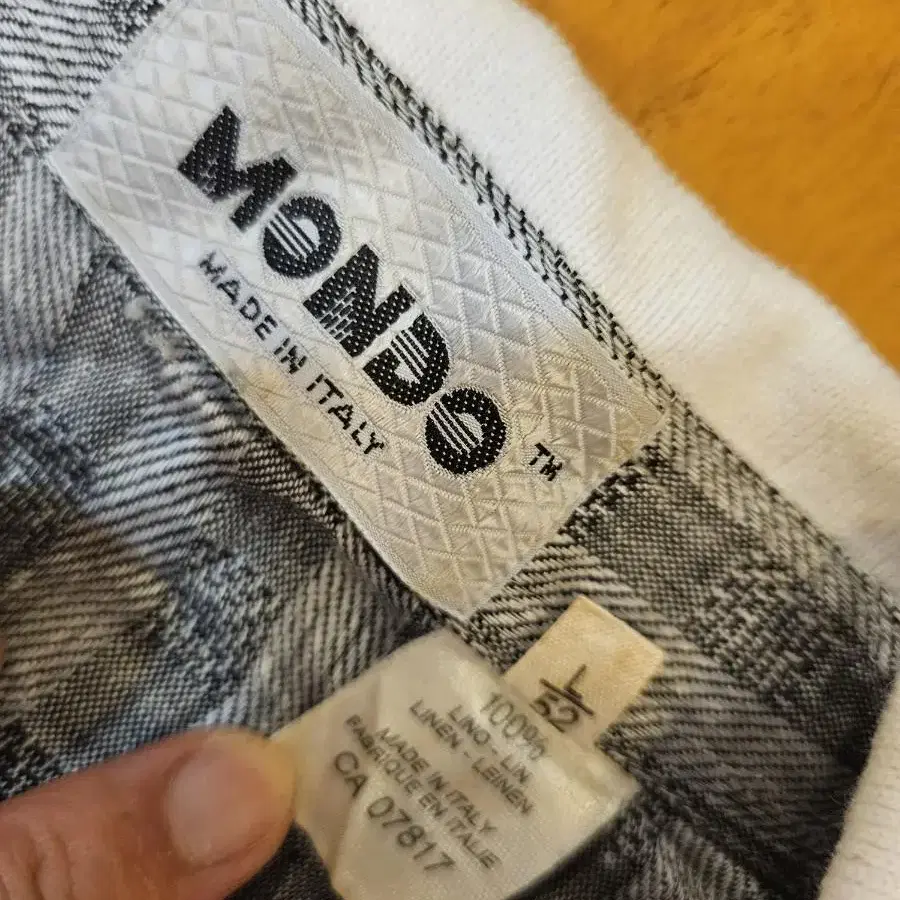 MONDO
MADE IN ITALY
TM
L
52
100%
LINO - LIN
LINEN - LEINEN
MADE IN ITALY
FABRIQUE EN ITALIE
CA 07817